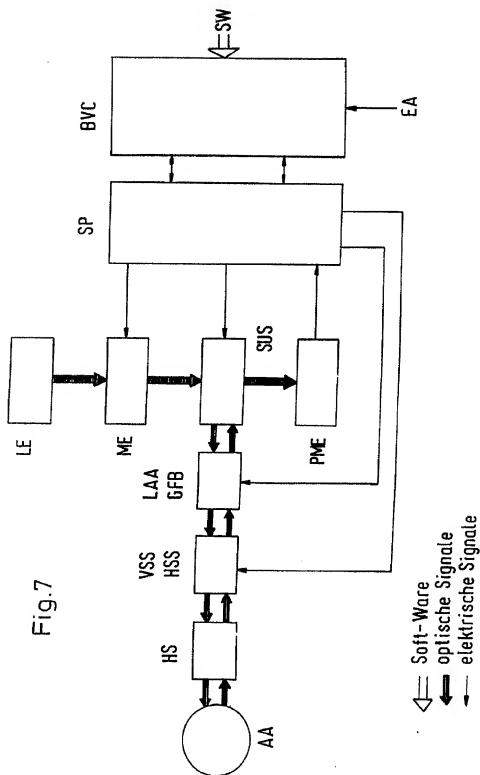 Fig.7
SW
BVC
EA
SP
LE
ME
SUS
PME
LAA
GFB
VSS
HSS
HS
AA
Soft-Ware
optische Signale
elektrische Signale